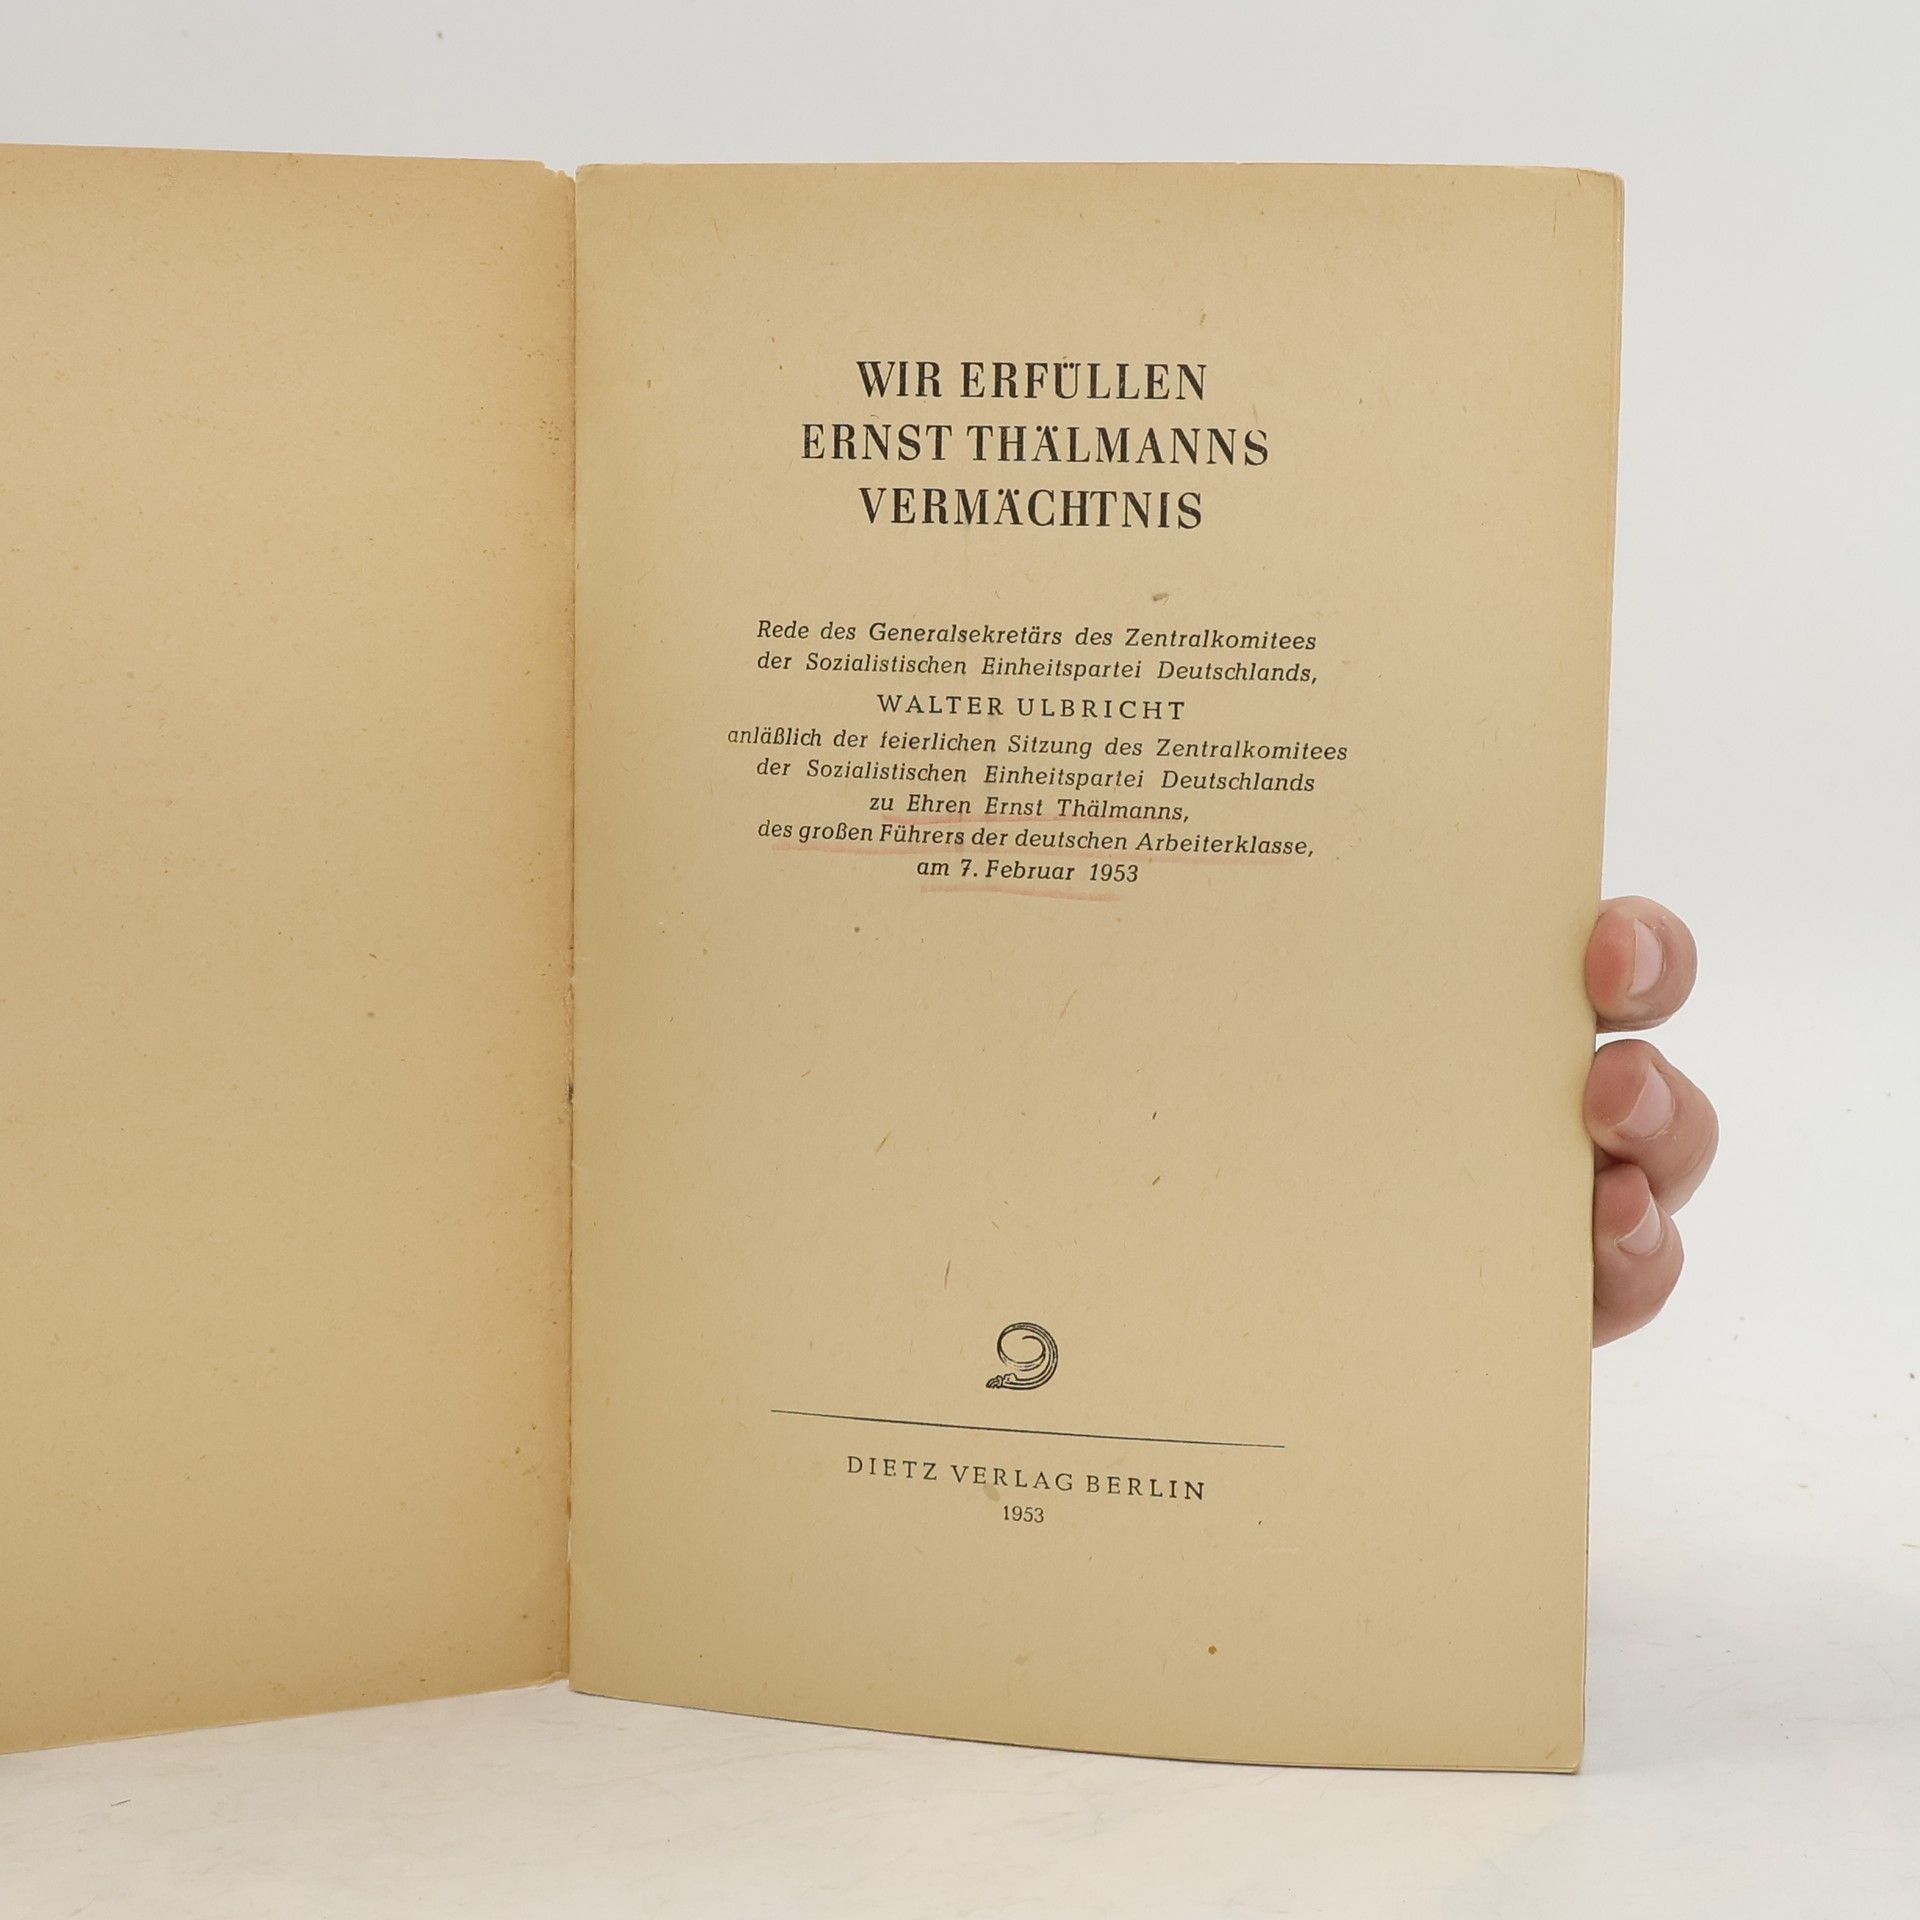 WIR ERFÜLLEN
ERNST THÄLMANNS
VERMÄCHTNIS
Rede des Generalsekretärs des Zentralkomitees
der Sozialistischen Einheitspartei Deutschlands,
WALTER ULBRICHT
anläßlich der feierlichen Sitzung des Zentralkomitees
der Sozialistischen Einheitspartei Deutschlands
zu Ehren Ernst Thälmanns,
des großen Führers der deutschen Arbeiterklasse,
am 7. Februar 1953
DIETZ VERLAG BERLIN
1953